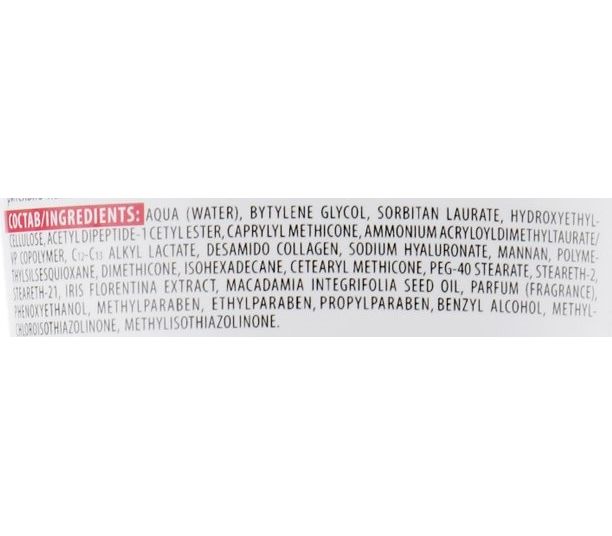 СОСТАВ/INGREDIENTS: AQUA (WATER), BYTYLENE GLYCOL, SORBITAN LAURATE, HYDROXYETHYL-
CELLULOSE, ACETYL DIPEPTIDE-1 CETYL ESTER, CAPRYLYL METHICONE, AMMONIUM ACRYLOYLDIMETHYLTAURATE/
VP COPOLYMER, C12-C13 ALKYL LACTATE, DESAMIDO COLLAGEN, SODIUM HYALURONATE, MANNAN, POLYME-
THYLSILSESQUIOXANE, DIMETHICONE, ISOHEXADECANE, CETEARYL METHICONE, PEG-40 STEARATE, STEARETH-2,
STEARETH-21, IRIS FLORENTINA EXTRACT, MACADAMIA INTEGRIFOLIA SEED OIL, PARFUM (FRAGRANCE),
PHENOXYETHANOL, METHYLPARABEN, ETHYLPARABEN, PROPYLPARABEN, BENZYL ALCOHOL, METHYL-
CHLOROISOTHIAZOLINONE, METHYLISOTHIAZOLINONE.